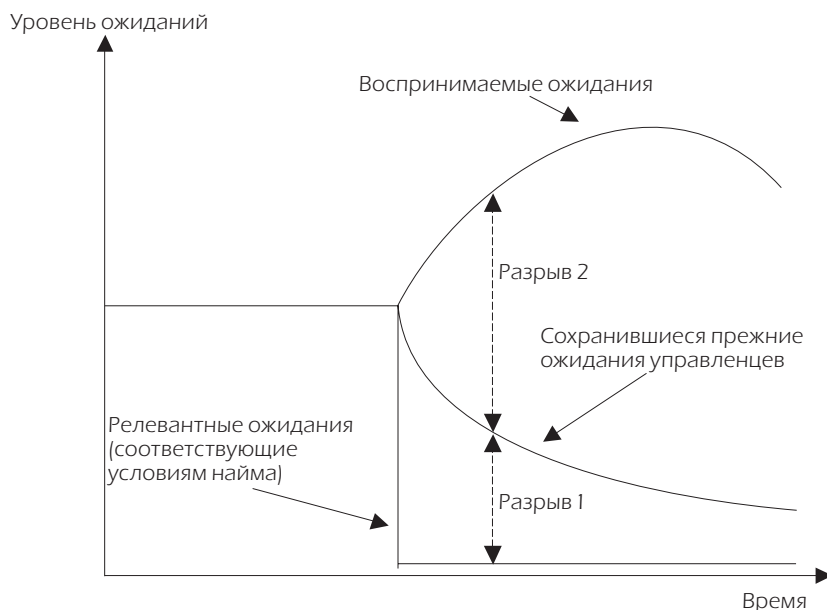 Уровень ожиданий
Воспринимаемые ожидания
Разрыв 2
Сохранившиеся прежние
ожидания управленцев
Релевантные ожидания
(соответствующие
условиям найма)
Разрыв 1
Время